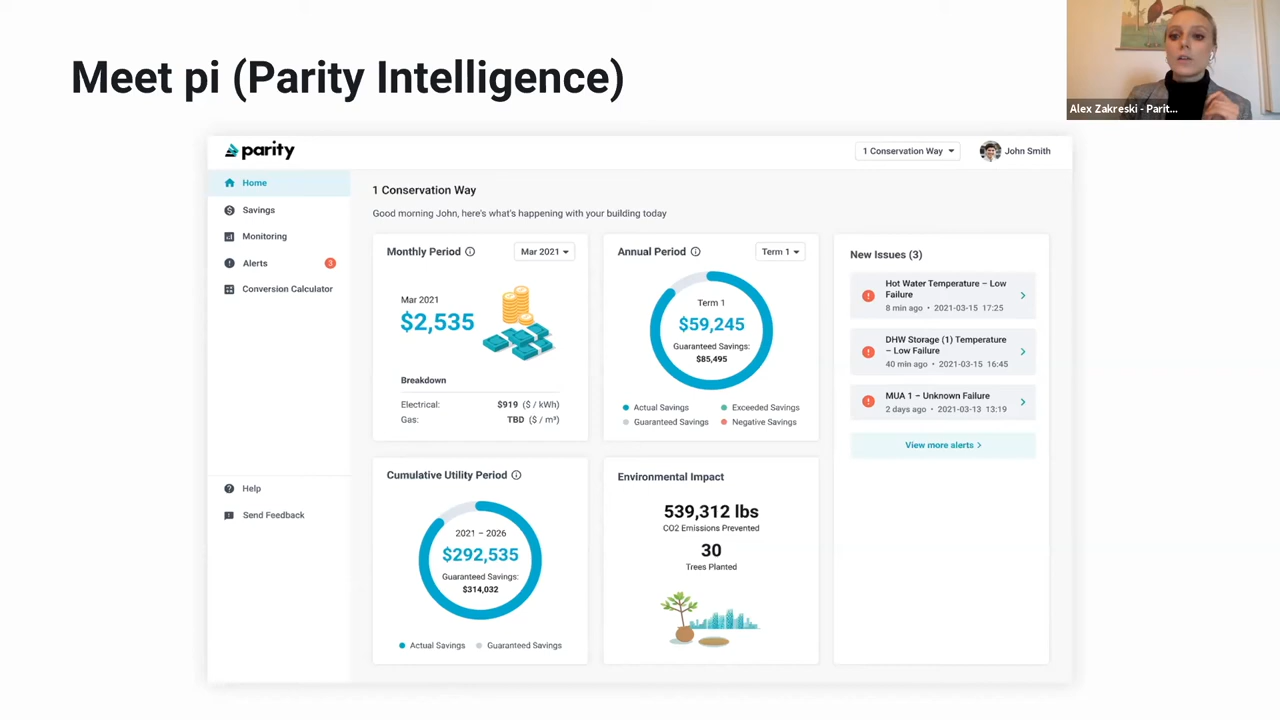 Meet pi (Parity Intelligence)
Alex Zakreski - Parit...
parity
1 Conservation Way
John Smith
Home
Savings
Monitoring
Alerts
3
Conversion Calculator
Help
Send Feedback
1 Conservation Way
Good morning John, here's what's happening with your building today
Monthly Period
Mar 2021
Mar 2021
$2,535
Breakdown
Electrical: $919 ($ / kWh)
Gas: TBD ($ / m³)
Annual Period
Term 1
Term 1
$59,245
Guaranteed Savings:
$85,495
Actual Savings Exceeded Savings
Guaranteed Savings Negative Savings
New Issues (3)
Hot Water Temperature – Low
Failure
8 min ago • 2021-03-15 17:25
DHW Storage (1) Temperature
– Low Failure
40 min ago • 2021-03-15 16:45
MUA 1 – Unknown Failure
2 days ago • 2021-03-13 13:19
View more alerts
Cumulative Utility Period
2021 – 2026
$292,535
Guaranteed Savings:
$314,032
Actual Savings Guaranteed Savings
Environmental Impact
539,312 lbs
CO2 Emissions Prevented
30
Trees Planted